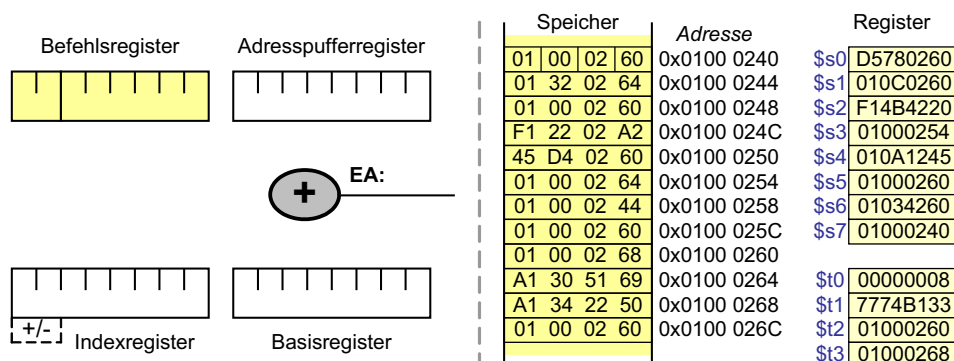 Befehlsregister
Adresspufferregister
EA:
+
+/-
Indexregister
Basisregister
Speicher
Adresse
01 00 02 60 0x0100 0240
01 32 02 64 0x0100 0244
01 00 02 60 0x0100 0248
F1 22 02 A2 0x0100 024C
45 D4 02 60 0x0100 0250
01 00 02 64 0x0100 0254
01 00 02 44 0x0100 0258
01 00 02 60 0x0100 025C
01 00 02 68 0x0100 0260
A1 30 51 69 0x0100 0264
A1 34 22 50 0x0100 0268
01 00 02 60 0x0100 026C
Register
$s0 D5780260
$s1 010C0260
$s2 F14B4220
$s3 01000254
$s4 010A1245
$s5 01000260
$s6 01034260
$s7 01000240
$t0 00000008
$t1 7774B133
$t2 01000260
$t3 01000268